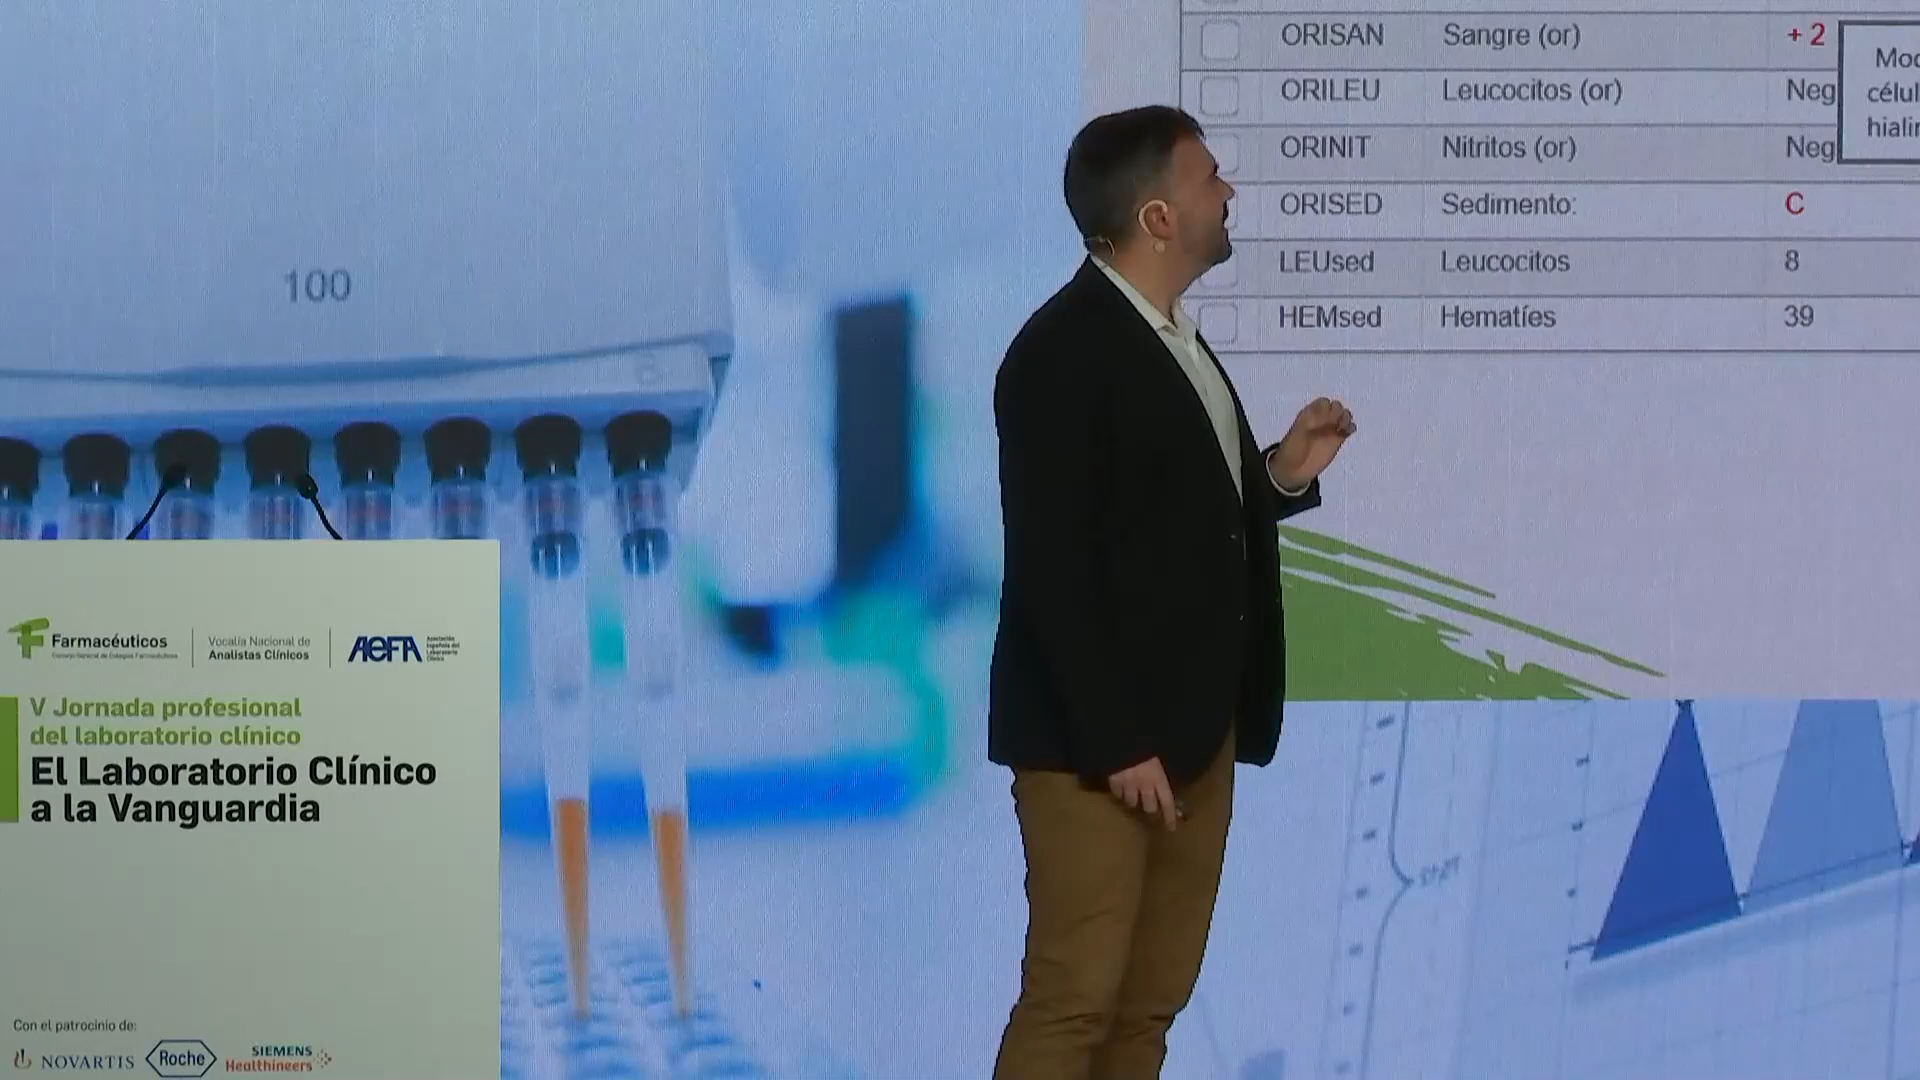 100
ORISAN Sangre (or) + 2
ORILEU Leucocitos (or) Neg
ORINIT Nitritos (or) Neg
ORISED Sedimento: C
LEUsed Leucocitos 8
HEMsed Hematíes 39
Farmacéuticos
Vocalía Nacional de
Analistas Clínicos
AEFA
V Jornada profesional
del laboratorio clínico
El Laboratorio Clínico
a la Vanguardia
Con el patrocinio de:
NOVARTIS
Roche
SIEMENS
Healthineers